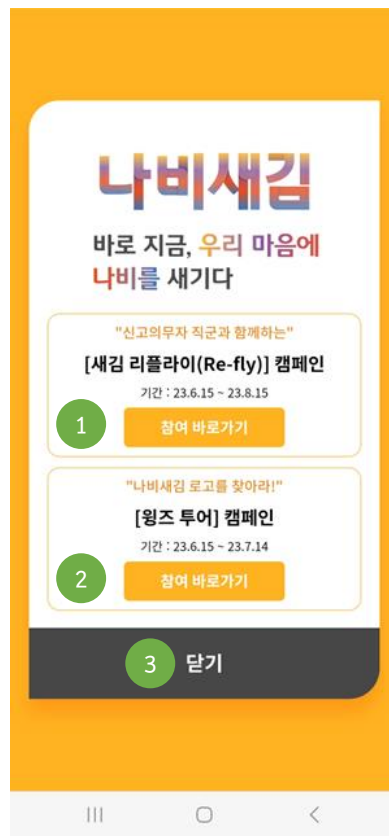 나비새김
바로 지금, 우리 마음에
나비를 새기다
"신고의무자 직군과 함께하는"
[새김 리플라이(Re-fly)] 캠페인
기간 : 23.6.15 ~ 23.8.15
1 참여 바로가기
"나비새김 로고를 찾아라!"
[윙즈 투어] 캠페인
기간 : 23.6.15 ~ 23.7.14
2 참여 바로가기
3 닫기